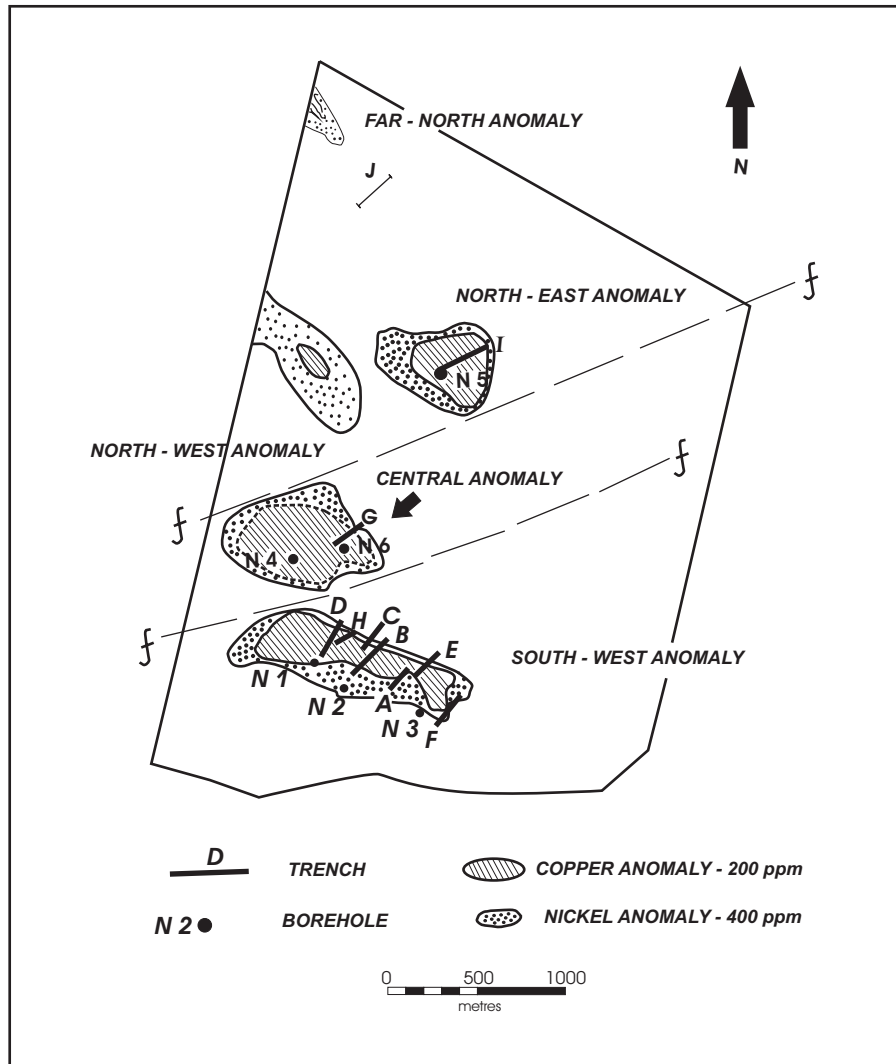 FAR - NORTH ANOMALY
N
J
NORTH - EAST ANOMALY
f
I
N 5
NORTH - WEST ANOMALY
CENTRAL ANOMALY
f
f
G
N 6
N 4
D
H
C
B
E
f
SOUTH - WEST ANOMALY
N 1
N 2
A
N 3
F
D
TRENCH
COPPER ANOMALY - 200 ppm
N 2
BOREHOLE
NICKEL ANOMALY - 400 ppm
0 500 1000
metres